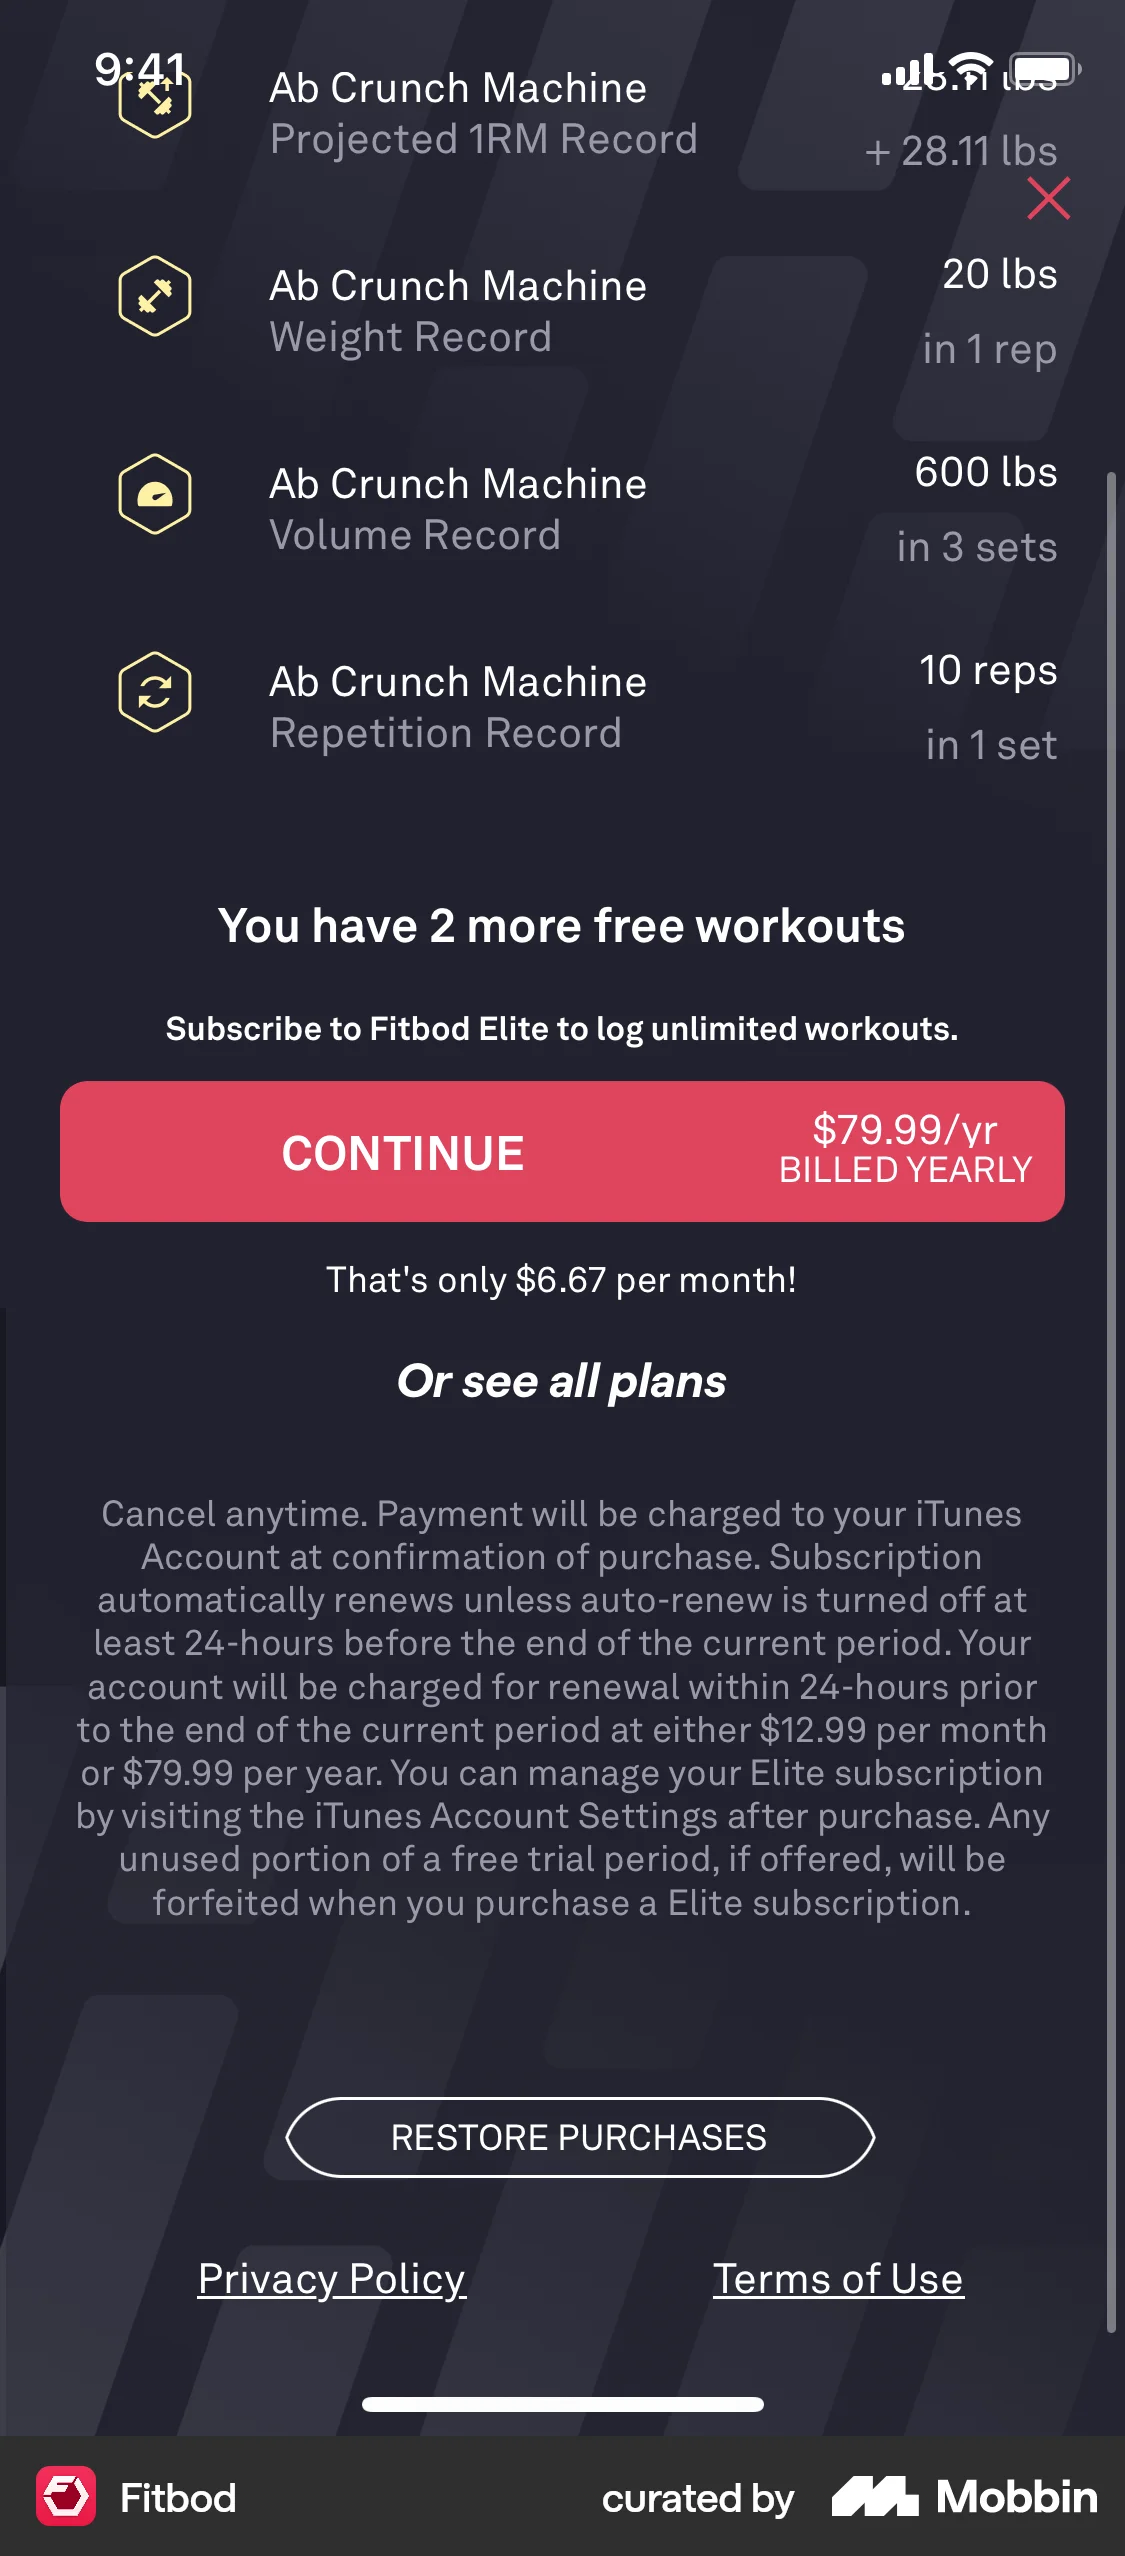 9:41
Ab Crunch Machine
Projected 1RM Record
28.11 lbs
+ 28.11 lbs
Ab Crunch Machine
Weight Record
20 lbs
in 1 rep
Ab Crunch Machine
Volume Record
600 lbs
in 3 sets
Ab Crunch Machine
Repetition Record
10 reps
in 1 set
You have 2 more free workouts
Subscribe to Fitbod Elite to log unlimited workouts.
CONTINUE
$79.99/yr
BILLED YEARLY
That's only $6.67 per month!
Or see all plans
Cancel anytime. Payment will be charged to your iTunes
Account at confirmation of purchase. Subscription
automatically renews unless auto-renew is turned off at
least 24-hours before the end of the current period. Your
account will be charged for renewal within 24-hours prior
to the end of the current period at either $12.99 per month
or $79.99 per year. You can manage your Elite subscription
by visiting the iTunes Account Settings after purchase. Any
unused portion of a free trial period, if offered, will be
forfeited when you purchase a Elite subscription.
RESTORE PURCHASES
Privacy Policy
Terms of Use
Fitbod
curated by
Mobbin